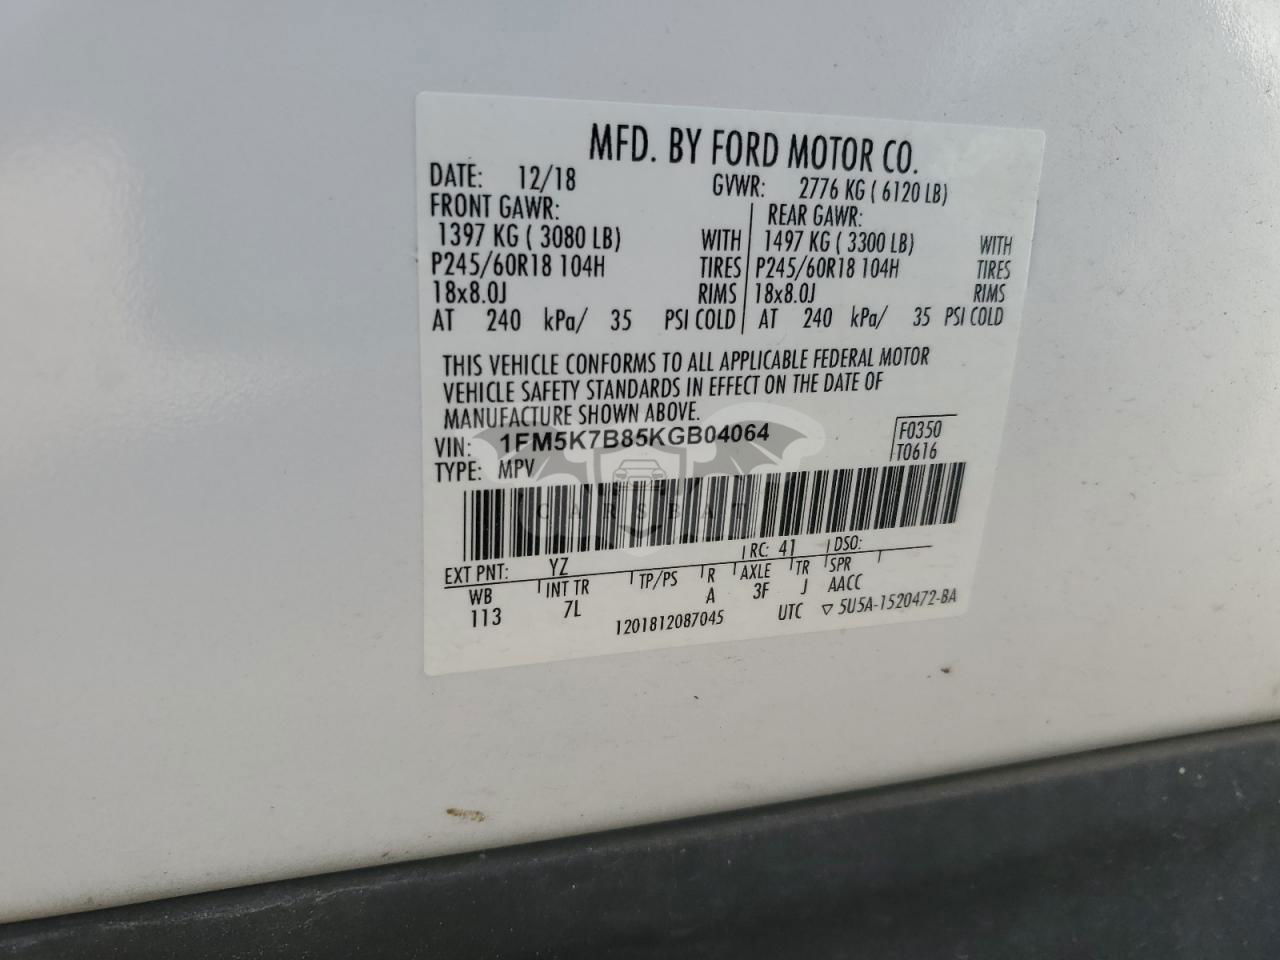 MFD. BY FORD MOTOR CO.
DATE: 12/18 GVWR: 2776 KG ( 6120 LB)
FRONT GAWR: REAR GAWR:
1397 KG ( 3080 LB) WITH 1497 KG ( 3300 LB) WITH
P245/60R18 104H TIRES P245/60R18 104H TIRES
18x8.0J RIMS 18x8.0J RIMS
AT 240 kPa/ 35 PSI COLD AT 240 kPa/ 35 PSI COLD
THIS VEHICLE CONFORMS TO ALL APPLICABLE FEDERAL MOTOR
VEHICLE SAFETY STANDARDS IN EFFECT ON THE DATE OF
MANUFACTURE SHOWN ABOVE.
VIN: 1FM5K7B85KGB04064 F0350
TYPE: MPV T0616
CARSBAT
EXT PNT: YZ RC: 41 DSO:
WB INT TR TP/PS R AXLE TR SPR
113 7L A 3F J AACC
1201812087045 UTC ▽ 5U5A-1520472-BA